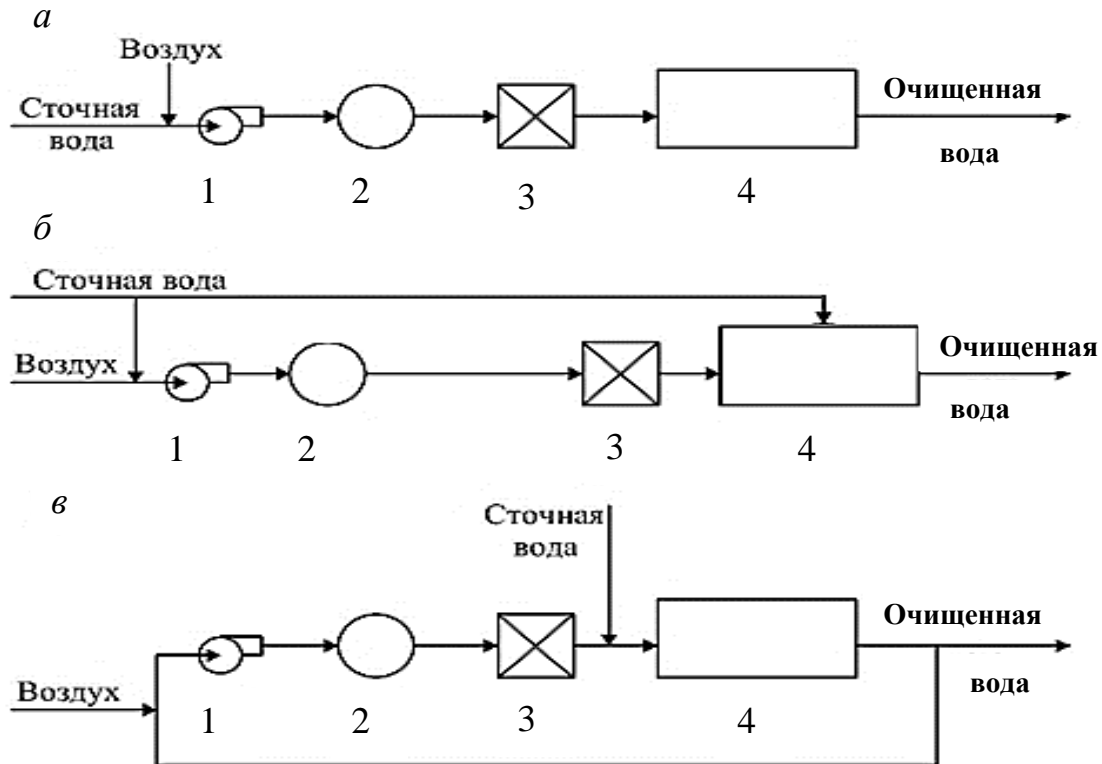 а
Воздух
Сточная
вода
Очищенная
вода
1 2 3 4
б
Сточная вода
Воздух
Очищенная
вода
1 2 3 4
в
Сточная
вода
Воздух
Очищенная
вода
1 2 3 4